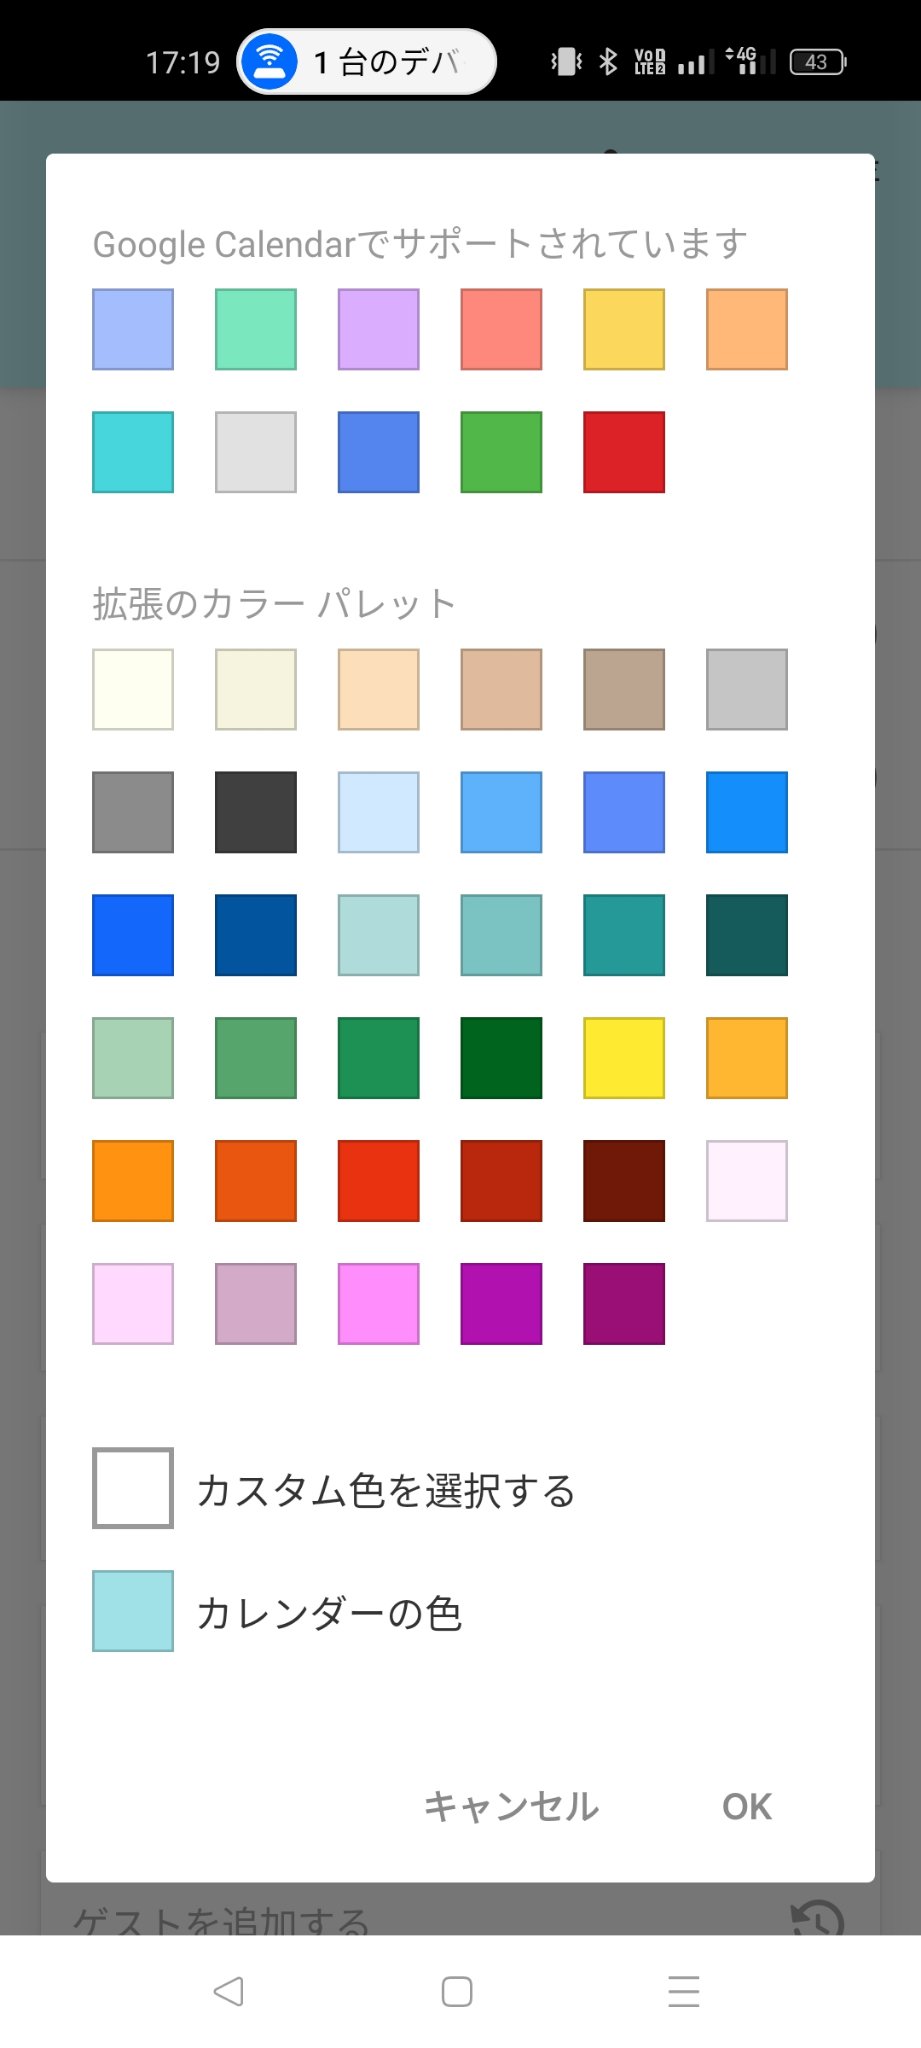 17:19
1 台のデバ
VoD
LTE2
4G
43
Google Calendarでサポートされています
拡張のカラー パレット
カスタム色を選択する
カレンダーの色
キャンセル
OK
ゲストを追加する